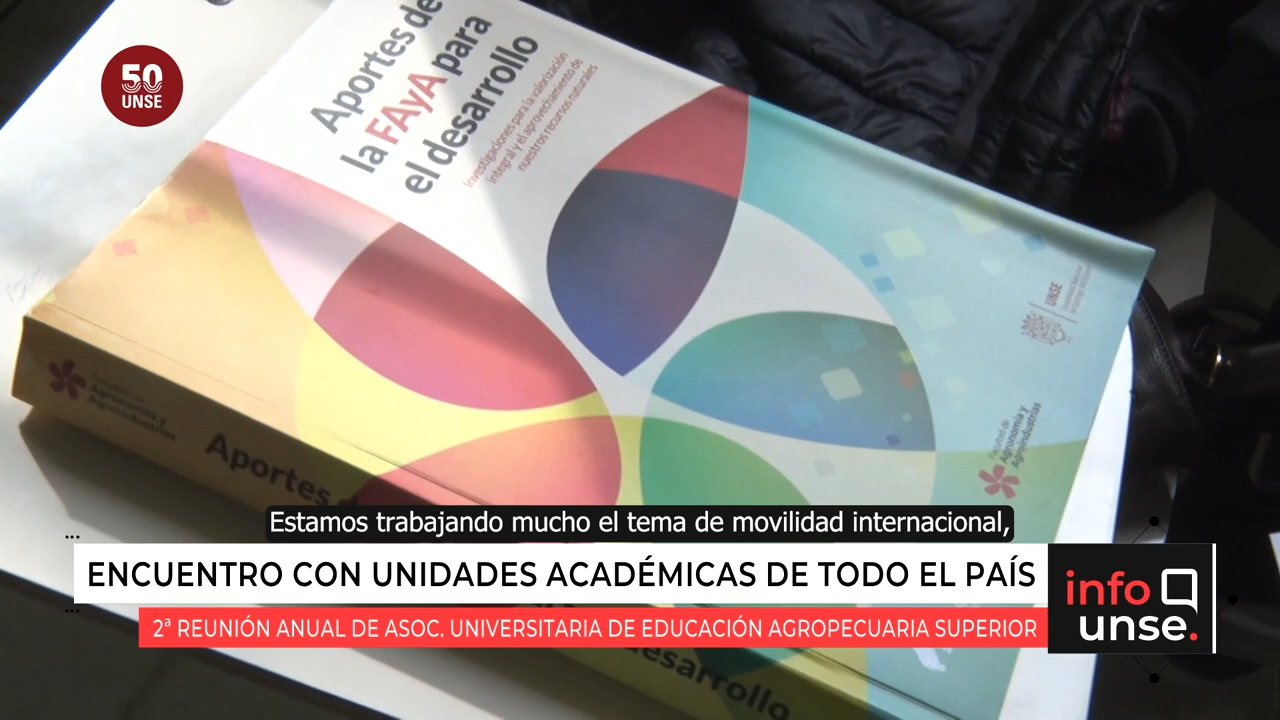 50
UNSE
Aportes de
la FAyA para
el desarrollo
Investigaciones para la valorización
integral y el aprovechamiento de
nuestros recursos naturales
UNSE
Facultad de
Agronomía y
Agroindustrias
Facultad de
Agronomía y
Agroindustrias
Aportes
desarrollo
Estamos trabajando mucho el tema de movilidad internacional,
ENCUENTRO CON UNIDADES ACADÉMICAS DE TODO EL PAÍS
2ª REUNIÓN ANUAL DE ASOC. UNIVERSITARIA DE EDUCACIÓN AGROPECUARIA SUPERIOR
info
unse.